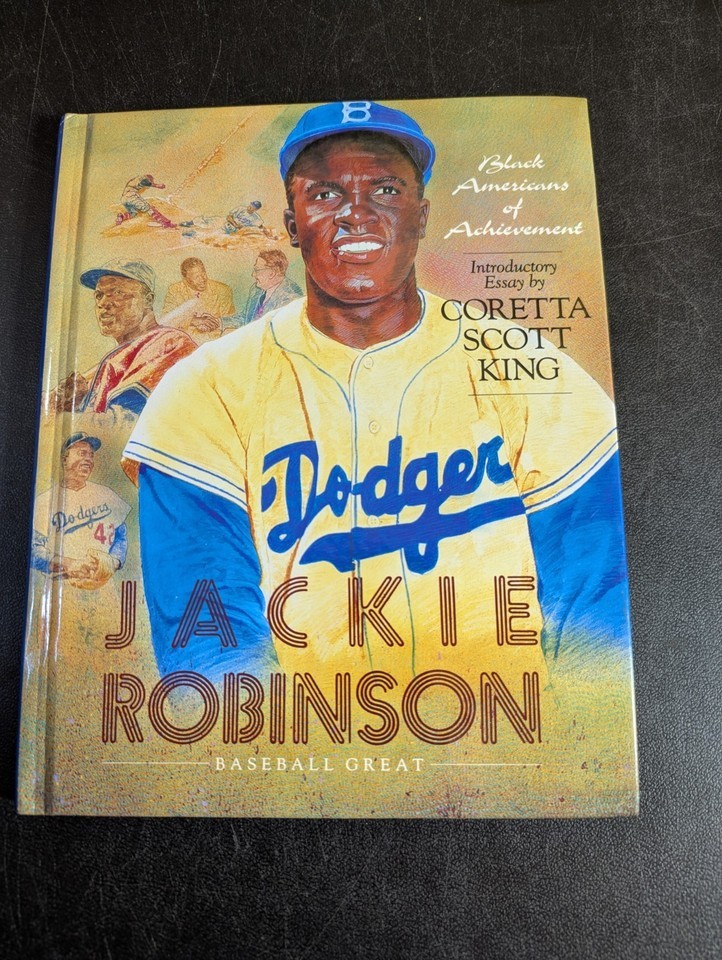 B
Black
Americans
of
Achievement
Introductory
Essay by
CORETTA
SCOTT
KING
Dodger
Dodgers
42
JACKIE
ROBINSON
BASEBALL GREAT